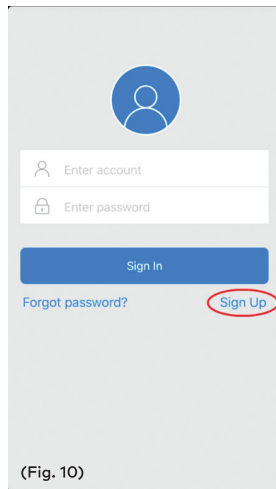 Enter account
Enter password
Sign In
Forgot password? Sign Up
(Fig. 10)